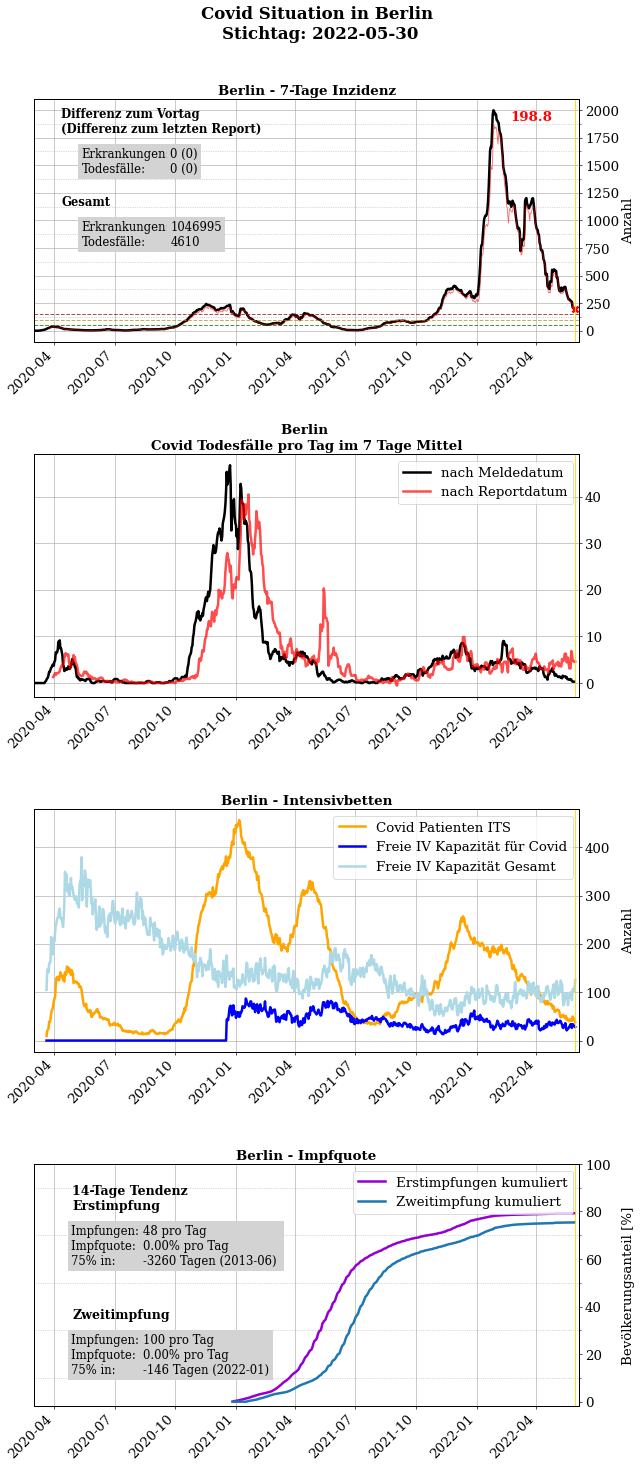 Covid Situation in Berlin
Stichtag: 2022-05-30
Berlin - 7-Tage Inzidenz
Differenz zum Vortag
(Differenz zum letzten Report)
Erkrankungen 0 (0)
Todesfälle: 0 (0)
Gesamt
Erkrankungen 1046995
Todesfälle: 4610
198.8
2000
1750
1500
1250
1000
750
500
250
0
Anzahl
2020-04
2020-07
2020-10
2021-01
2021-04
2021-07
2021-10
2022-01
2022-04
Berlin
Covid Todesfälle pro Tag im 7 Tage Mittel
nach Meldedatum
nach Reportdatum
40
30
20
10
0
2020-04
2020-07
2020-10
2021-01
2021-04
2021-07
2021-10
2022-01
2022-04
Berlin - Intensivbetten
Covid Patienten ITS
Freie IV Kapazität für Covid
Freie IV Kapazität Gesamt
400
300
200
100
0
Anzahl
2020-04
2020-07
2020-10
2021-01
2021-04
2021-07
2021-10
2022-01
2022-04
Berlin - Impfquote
14-Tage Tendenz
Erstimpfung
Impfungen: 48 pro Tag
Impfquote: 0.00% pro Tag
75% in: -3260 Tagen (2013-06)
Zweitimpfung
Impfungen: 100 pro Tag
Impfquote: 0.00% pro Tag
75% in: -146 Tagen (2022-01)
Erstimpfungen kumuliert
Zweitimpfung kumuliert
100
80
60
40
20
0
Bevölkerungsanteil [%]
2020-04
2020-07
2020-10
2021-01
2021-04
2021-07
2021-10
2022-01
2022-04